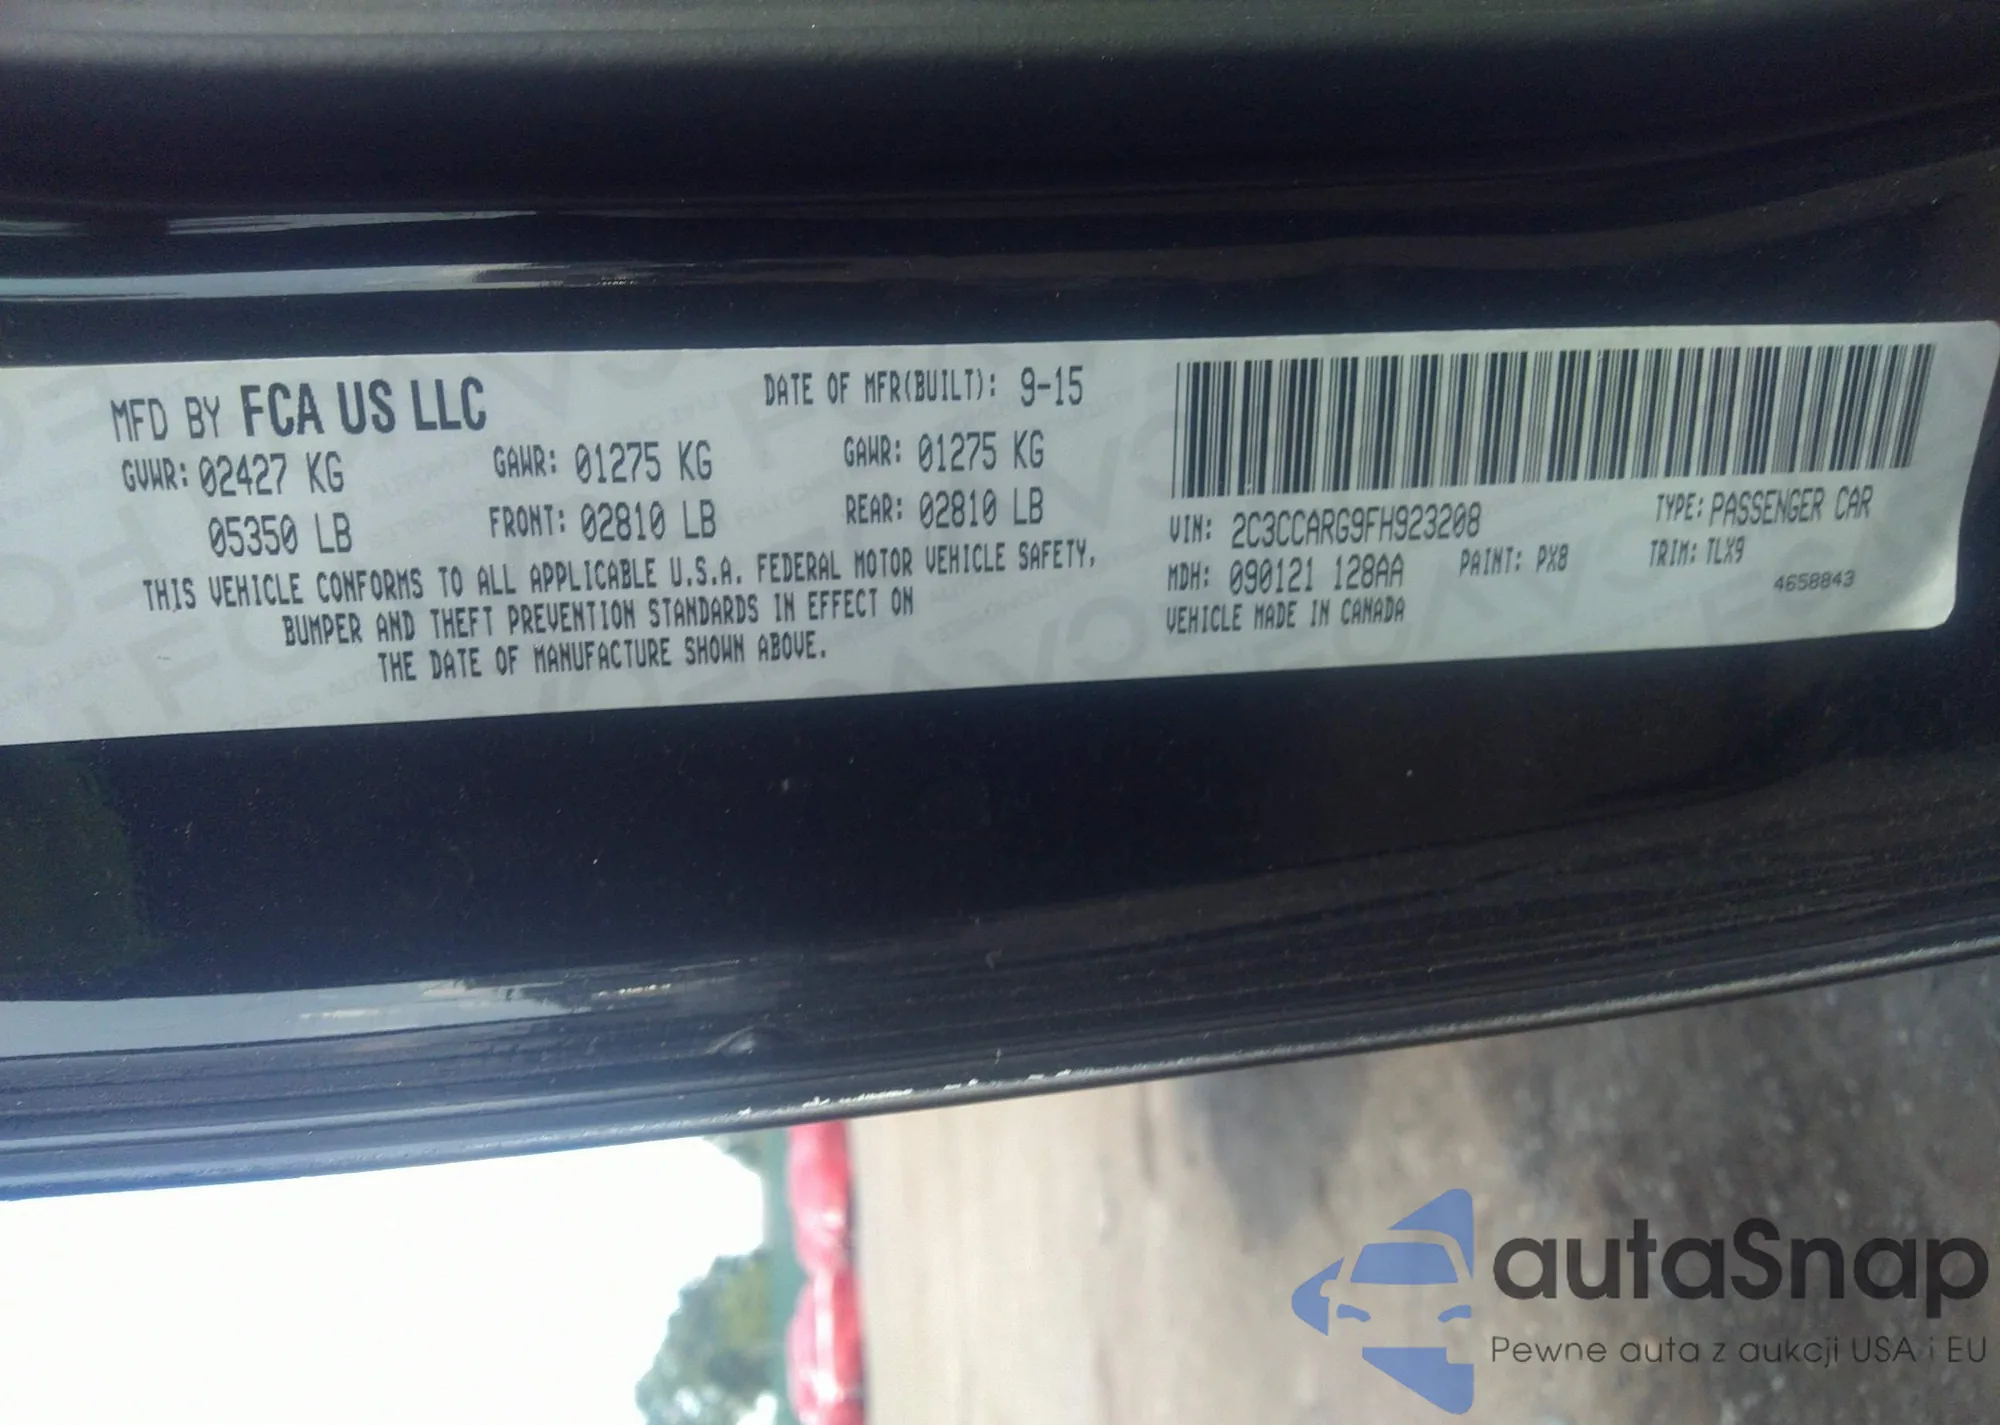 MFD BY FCA US LLC
DATE OF MFR(BUILT): 9-15
GVWR: 02427 KG
05350 LB
GAWR: 01275 KG
FRONT: 02810 LB
GAWR: 01275 KG
REAR: 02810 LB
THIS VEHICLE CONFORMS TO ALL APPLICABLE U.S.A. FEDERAL MOTOR VEHICLE SAFETY,
BUMPER AND THEFT PREVENTION STANDARDS IN EFFECT ON
THE DATE OF MANUFACTURE SHOWN ABOVE.
VIN: 2C3CCARG9FH923208
TYPE: PASSENGER CAR
MDH: 090121 128AA
PAINT: PX8
TRIM: TLX9
VEHICLE MADE IN CANADA
4658843
autaSnap
Pewne auta z aukcji USA i EU